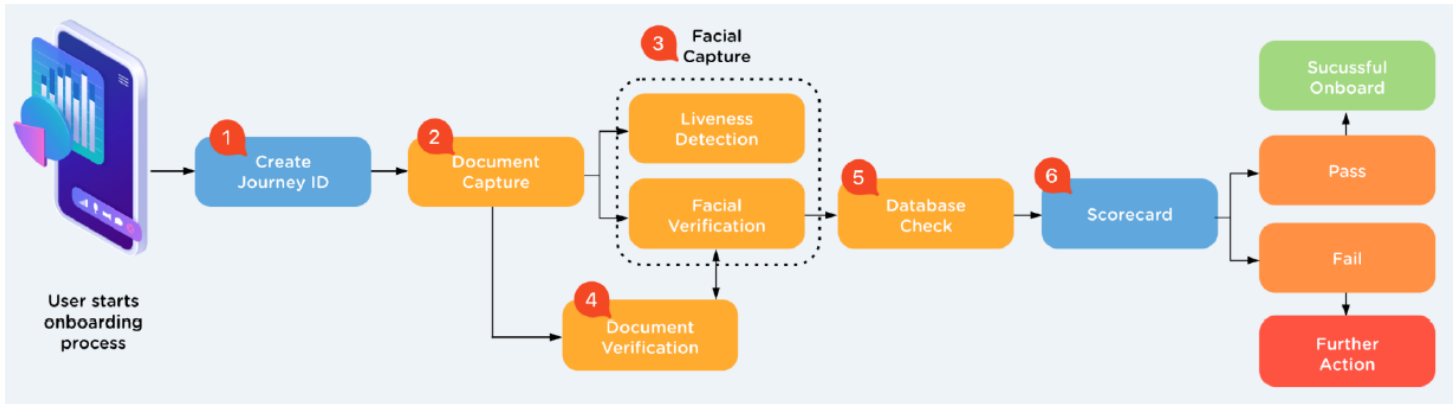 User starts
onboarding
process
1
Create
Journey ID
2
Document
Capture
3
Facial
Capture
Liveness
Detection
Facial
Verification
4
Document
Verification
5
Database
Check
6
Scorecard
Sucussful
Onboard
Pass
Fail
Further
Action